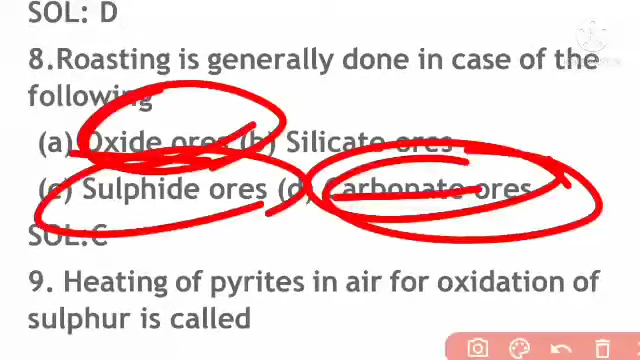 SOL: D
8.Roasting is generally done in case of the
following
(a) Oxide ores (b) Silicate ores
(c) Sulphide ores (d) Carbonate ores
SOL:C
9. Heating of pyrites in air for oxidation of
sulphur is called